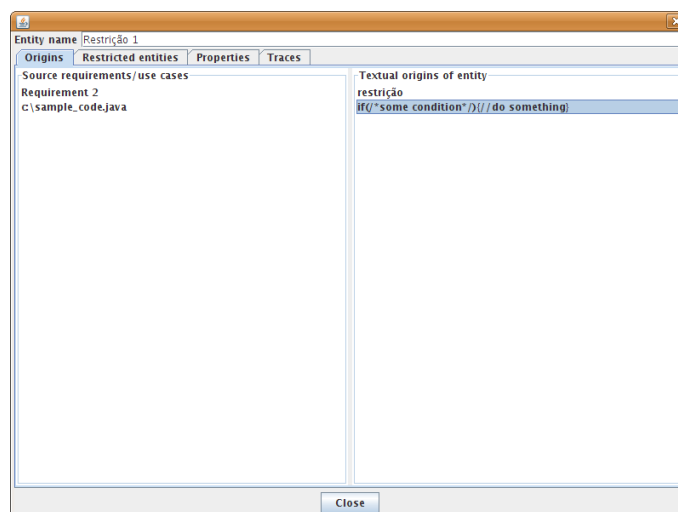 Entity name Restrição 1
Origins Restricted entities Properties Traces
Source requirements/use cases
Requirement 2
c:\sample_code.java
Textual origins of entity
restrição
if(/*some condition*/){//do something}
Close